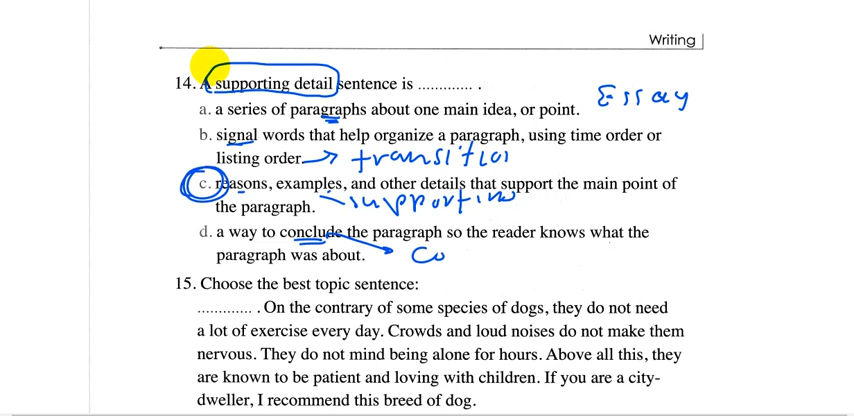 Writing
14. A supporting detail sentence is ............. .
a. a series of paragraphs about one main idea, or point.
Essay
b. signal words that help organize a paragraph, using time order or
listing order.
c. reasons, examples, and other details that support the main point of
the paragraph.
d. a way to conclude the paragraph so the reader knows what the
paragraph was about.
15. Choose the best topic sentence:
............. . On the contrary of some species of dogs, they do not need
a lot of exercise every day. Crowds and loud noises do not make them
nervous. They do not mind being alone for hours. Above all this, they
are known to be patient and loving with children. If you are a city-
dweller, I recommend this breed of dog.